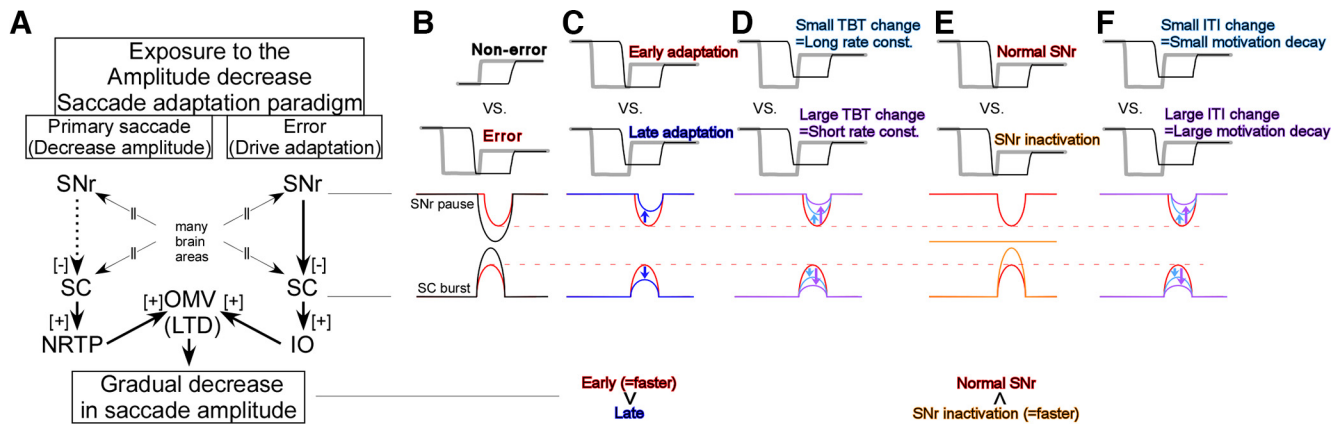 A
Exposure to the
Amplitude decrease
Saccade adaptation paradigm
Primary saccade
(Decrease amplitude)
Error
(Drive adaptation)
SNr
SNr
many
brain
areas
[-]
[-]
SC
SC
[+]
[+]
[+]
OMV
[+]
(LTD)
NRTP
IO
Gradual decrease
in saccade amplitude
B
Non-error
VS.
Error
SNr pause
SC burst
C
Early adaptation
VS.
Late adaptation
Early (=faster)
>
Late
D
Small TBT change
=Long rate const.
VS.
Large TBT change
=Short rate const.
E
Normal SNr
VS.
SNr inactivation
Normal SNr
<
SNr inactivation (=faster)
F
Small ITI change
=Small motivation decay
VS.
Large ITI change
=Large motivation decay